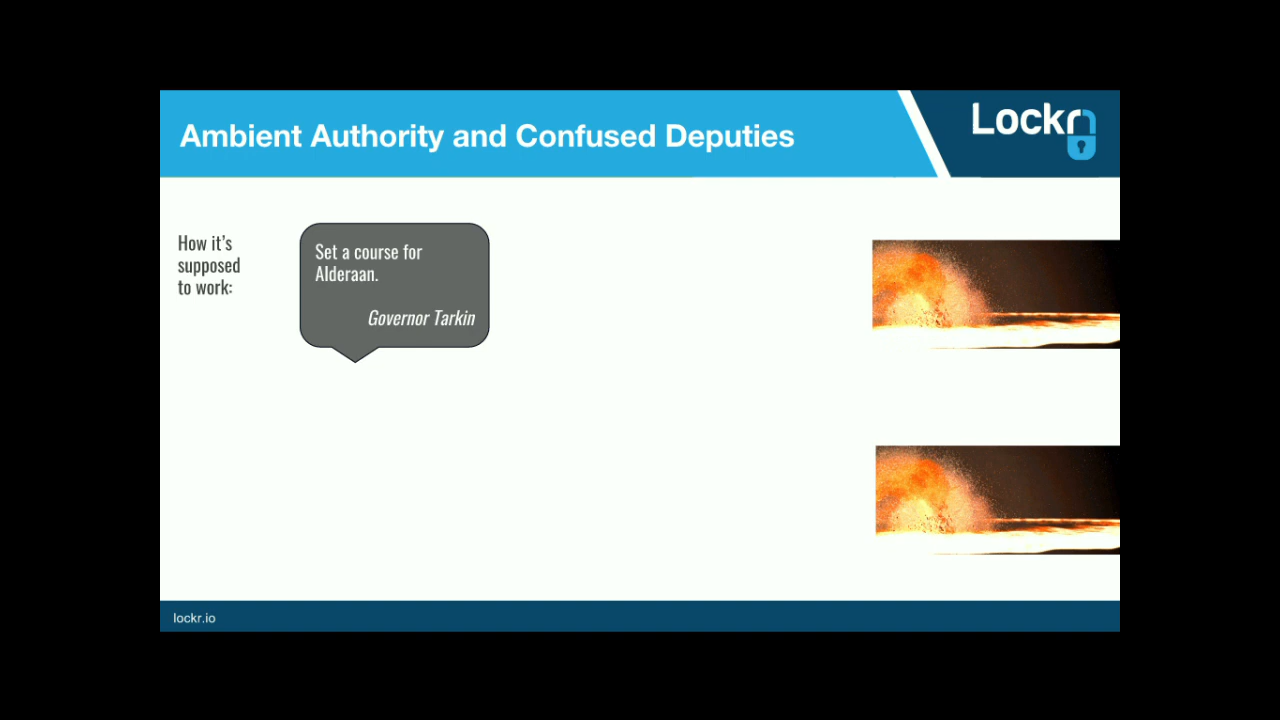 Ambient Authority and Confused Deputies
Lockr
How it’s
supposed
to work:
Set a course for
Alderaan.
Governor Tarkin
lockr.io